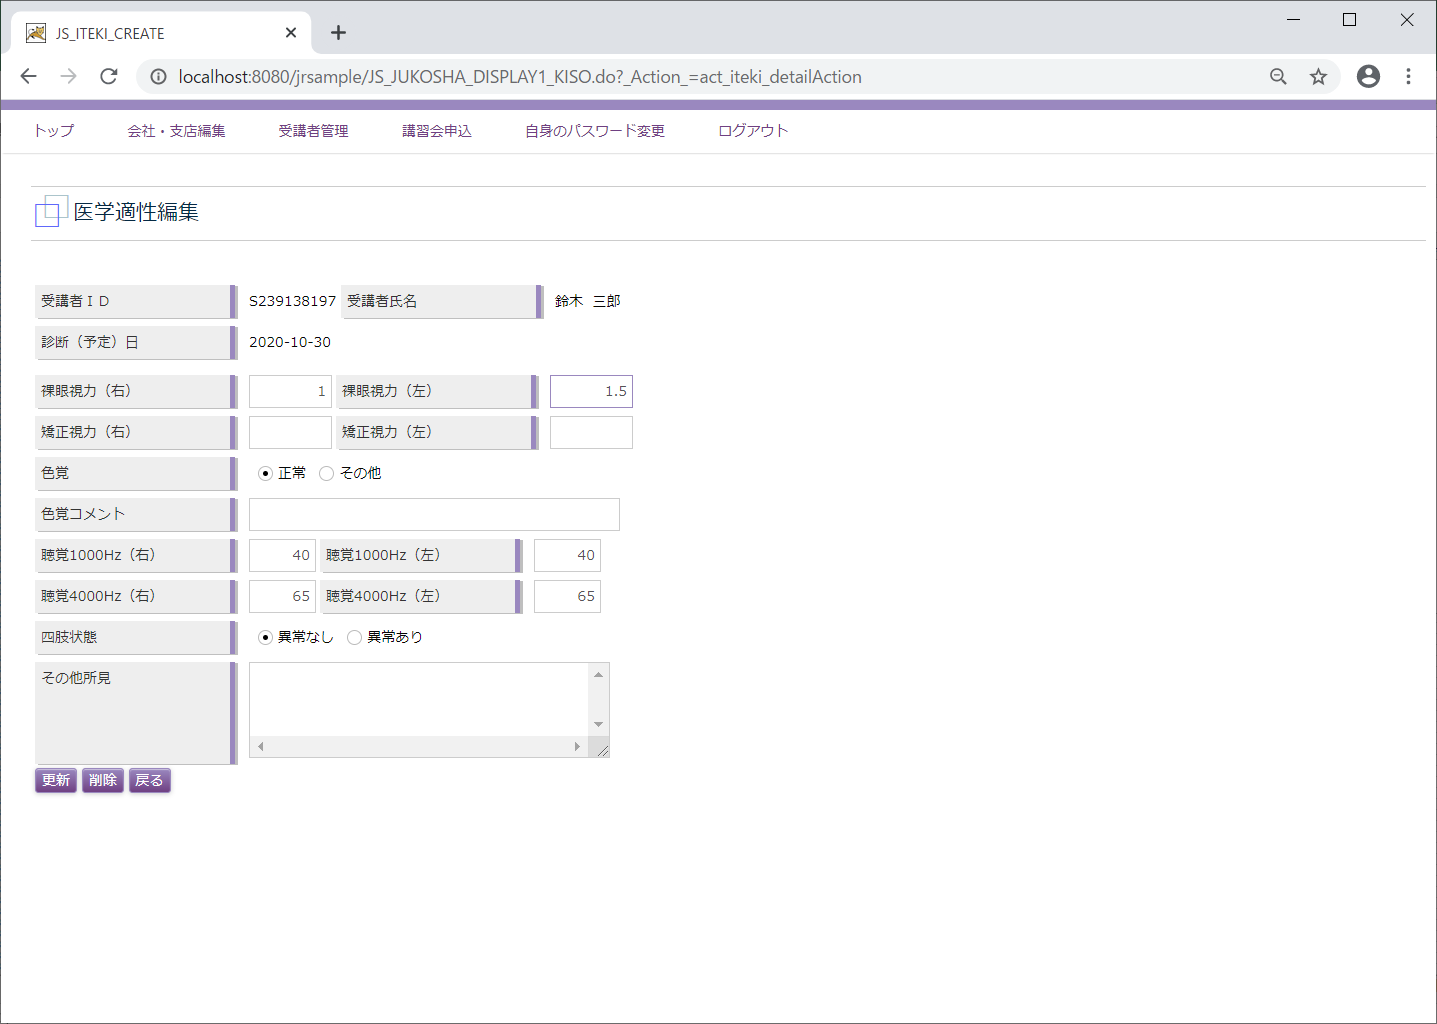 JS_ITEKI_CREATE
localhost:8080/jrsample/JS_JUKOSHA_DISPLAY1_KISO.do?_Action_=act_iteki_detailAction
トップ 会社・支店編集 受講者管理 講習会申込 自身のパスワード変更 ログアウト
医学適性編集
受講者ＩＤ S239138197 受講者氏名 鈴木 三郎
診断（予定）日 2020-10-30
裸眼視力（右） 1 裸眼視力（左） 1.5
矯正視力（右） 矯正視力（左）
色覚 正常 その他
色覚コメント
聴覚1000Hz（右） 40 聴覚1000Hz（左） 40
聴覚4000Hz（右） 65 聴覚4000Hz（左） 65
四肢状態 異常なし 異常あり
その他所見
更新 削除 戻る